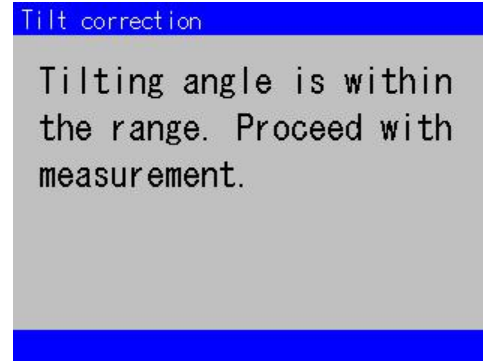 Tilt correction
Tilting angle is within
the range. Proceed with
measurement.